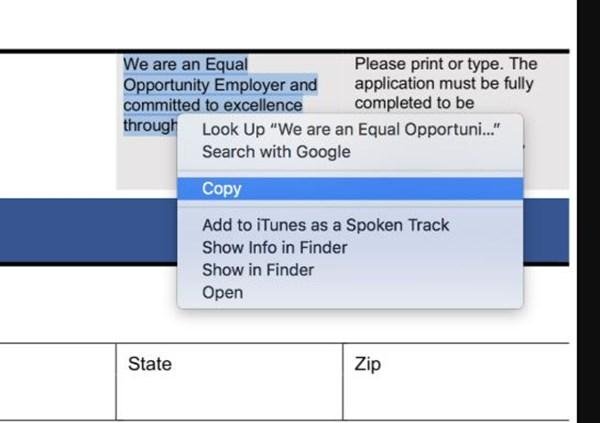 We are an Equal
Opportunity Employer and
committed to excellence
through
Please print or type. The
application must be fully
completed to be
Look Up “We are an Equal Opportuni...”
Search with Google
Copy
Add to iTunes as a Spoken Track
Show Info in Finder
Show in Finder
Open
State
Zip